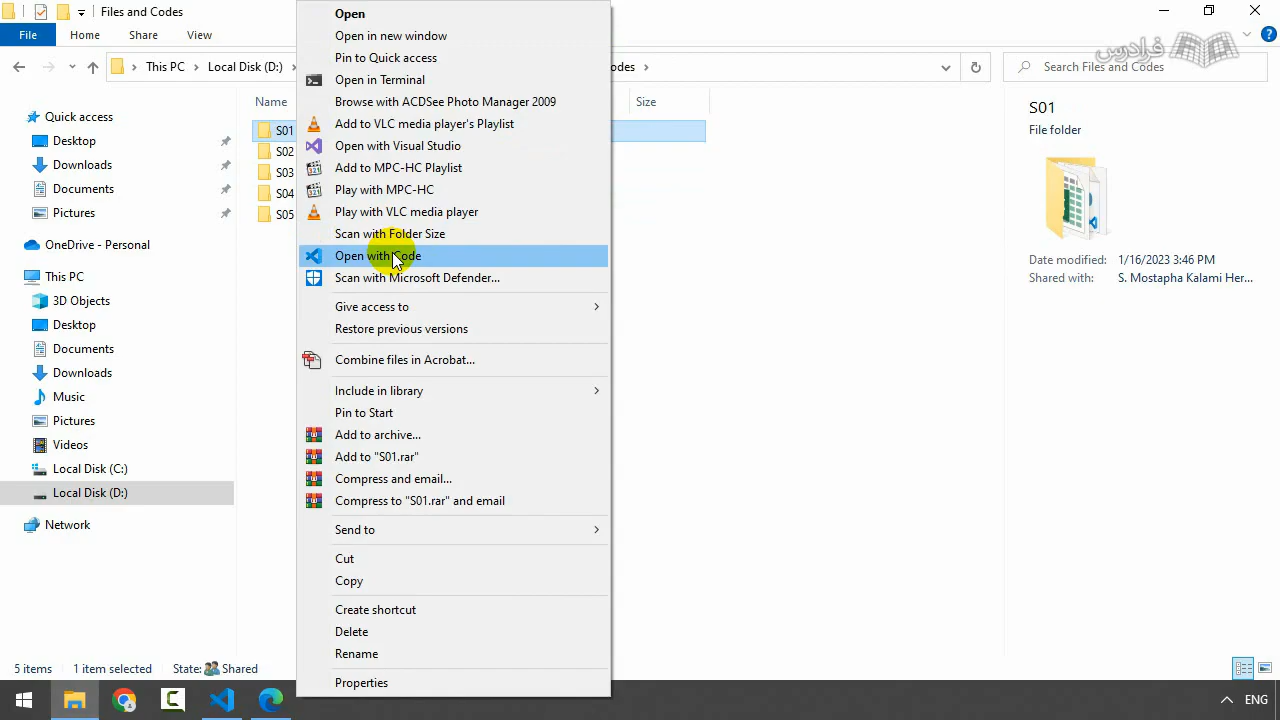 Files and Codes
File
Home
Share
View
This PC
Local Disk (D:)
odes
Search Files and Codes
فرادرس
Name
Size
S01
S02
S03
S04
S05
Quick access
Desktop
Downloads
Documents
Pictures
OneDrive - Personal
This PC
3D Objects
Desktop
Documents
Downloads
Music
Pictures
Videos
Local Disk (C:)
Local Disk (D:)
Network
Open
Open in new window
Pin to Quick access
Open in Terminal
Browse with ACDSee Photo Manager 2009
Add to VLC media player's Playlist
Open with Visual Studio
Add to MPC-HC Playlist
Play with MPC-HC
Play with VLC media player
Scan with Folder Size
Open with Code
Scan with Microsoft Defender...
Give access to
Restore previous versions
Combine files in Acrobat...
Include in library
Pin to Start
Add to archive...
Add to "S01.rar"
Compress and email...
Compress to "S01.rar" and email
Send to
Cut
Copy
Create shortcut
Delete
Rename
Properties
S01
File folder
Date modified: 1/16/2023 3:46 PM
Shared with: S. Mostapha Kalami Her...
5 items
1 item selected
State: Shared
ENG